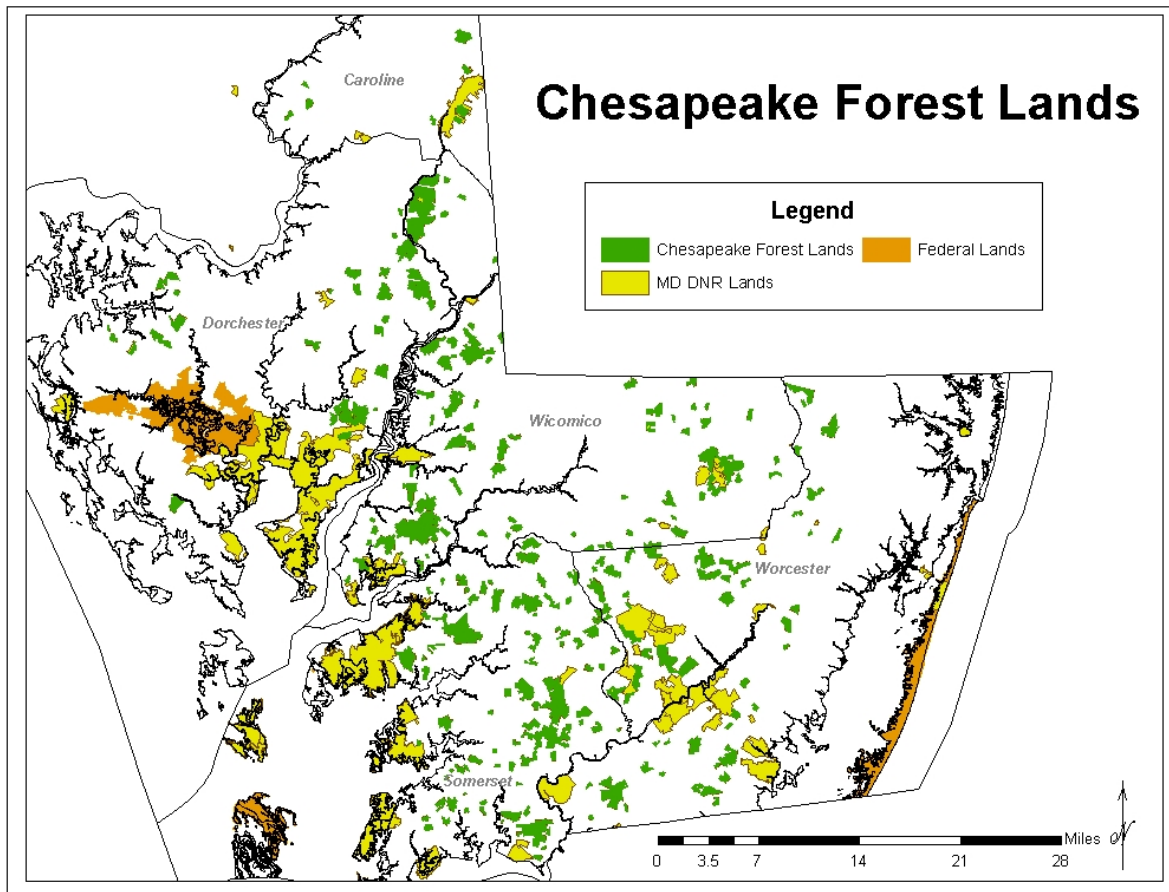 Chesapeake Forest Lands
Legend
Chesapeake Forest Lands
Federal Lands
MD DNR Lands
Caroline
Dorchester
Wicomico
Worcester
Somerset
Miles
N
0 3.5 7 14 21 28